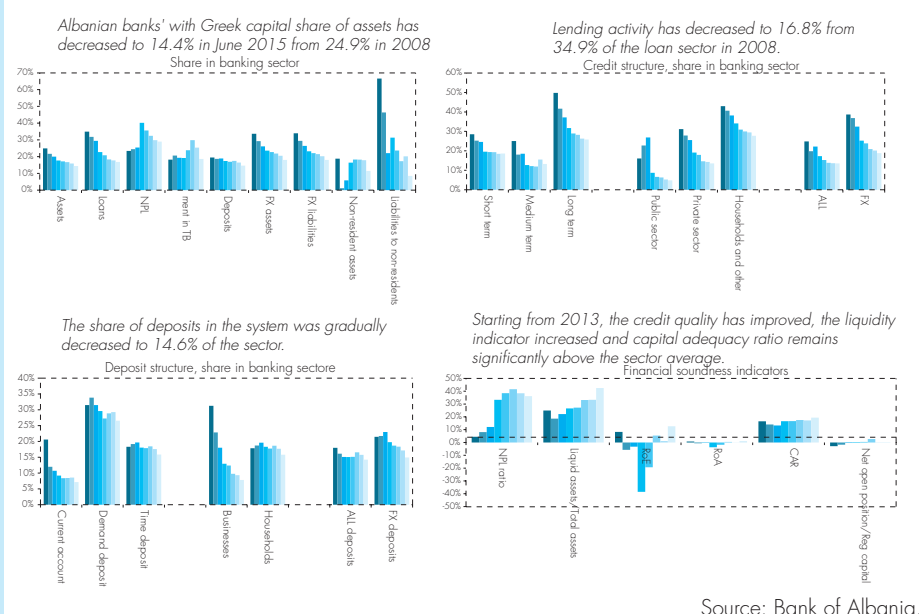 Albanian banks' with Greek capital share of assets has
decreased to 14.4% in June 2015 from 24.9% in 2008
Share in banking sector
70%
60%
50%
40%
30%
20%
10%
0%
Assets
loans
NPL
ment in TB
Deposits
FX assets
FX liabilities
Non-resident assets
Liabilities to non-residents
Lending activity has decreased to 16.8% from
34.9% of the loan sector in 2008.
Credit structure, share in banking sector
60%
50%
40%
30%
20%
10%
0%
Short term
Medium term
Long term
Public sector
Private sector
Households and other
ALL
FX
The share of deposits in the system was gradually
decreased to 14.6% of the sector.
Deposit structure, share in banking sectore
40%
35%
30%
25%
20%
15%
10%
5%
0%
Current account
Demand deposit
Time deposit
Businesses
Households
ALL deposits
FX deposits
Starting from 2013, the credit quality has improved, the liquidity
indicator increased and capital adequacy ratio remains
significantly above the sector average.
Financial soundness indicators
50%
40%
30%
20%
10%
0%
-10%
-20%
-30%
-40%
-50%
NPL ratio
Liquid assets/Total assets
RoE
RoA
CAR
Net open position/Reg capital
Source: Bank of Albania.